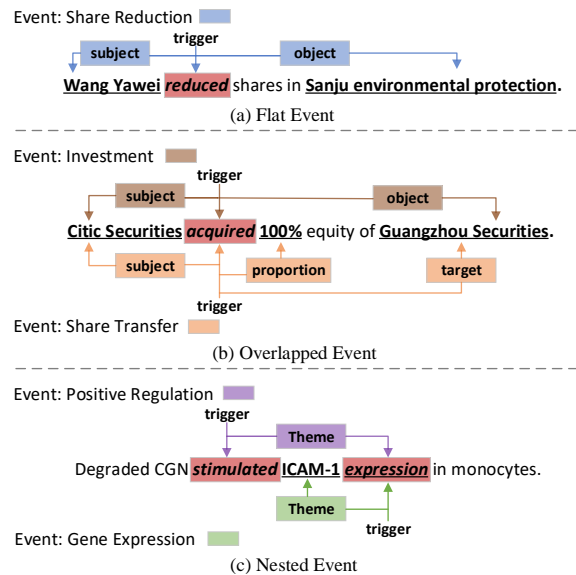 Event: Share Reduction
trigger
subject object
Wang Yawei reduced shares in Sanju environmental protection.
(a) Flat Event
Event: Investment
trigger
subject object
Citic Securities acquired 100% equity of Guangzhou Securities.
subject proportion target
trigger
Event: Share Transfer
(b) Overlapped Event
Event: Positive Regulation
trigger
Theme
Degraded CGN stimulated ICAM-1 expression in monocytes.
Theme
trigger
Event: Gene Expression
(c) Nested Event